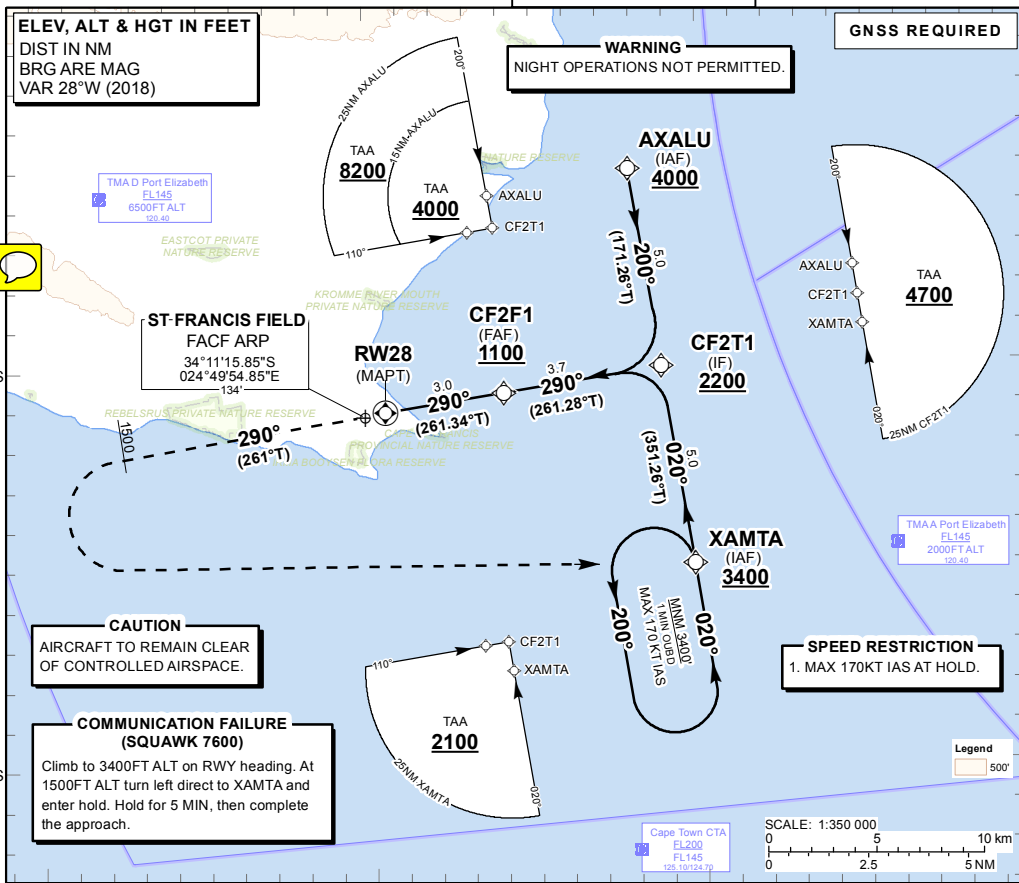 ELEV, ALT & HGT IN FEET
DIST IN NM
BRG ARE MAG
VAR 28°W (2018)
GNSS REQUIRED
WARNING
NIGHT OPERATIONS NOT PERMITTED.
25NM AXALU
200°
15NM AXALU
TAA
8200
TAA
4000
110°
AXALU
CF2T1
NATURE RESERVE
AXALU
(IAF)
4000
200°
5.0
(171.26°T)
TMA D Port Elizabeth
FL145
6500FT ALT
120.40
EASTCOT PRIVATE
NATURE RESERVE
KROMME RIVER MOUTH
PRIVATE NATURE RESERVE
200°
AXALU
CF2T1
XAMTA
TAA
4700
020°
25NM CF2T1
ST-FRANCIS FIELD
FACF ARP
34°11'15.85"S
024°49'54.85"E
134'
RW28
(MAPT)
CF2F1
(FAF)
1100
CF2T1
(IF)
2200
3.0
290°
(261.34°T)
3.7
290°
(261.28°T)
REBELSRUS PRIVATE NATURE RESERVE
1500
290°
(261°T)
PROVINCIAL NATURE RESERVE
FLORA RESERVE
020°
5.0
(351.26°T)
XAMTA
(IAF)
3400
200°
MNM 3400'
1 MIN OUBD
MAX 170 KT IAS
020°
TMA A Port Elizabeth
FL145
2000FT ALT
120.40
CAUTION
AIRCRAFT TO REMAIN CLEAR
OF CONTROLLED AIRSPACE.
SPEED RESTRICTION
1. MAX 170KT IAS AT HOLD.
110°
CF2T1
XAMTA
TAA
2100
25NM XAMTA
020°
COMMUNICATION FAILURE
(SQUAWK 7600)
Climb to 3400FT ALT on RWY heading. At
1500FT ALT turn left direct to XAMTA and
enter hold. Hold for 5 MIN, then complete
the approach.
Legend
500'
Cape Town CTA
FL200
FL145
125.10/124.70
SCALE: 1:350 000
0 5 10 km
0 2.5 5 NM